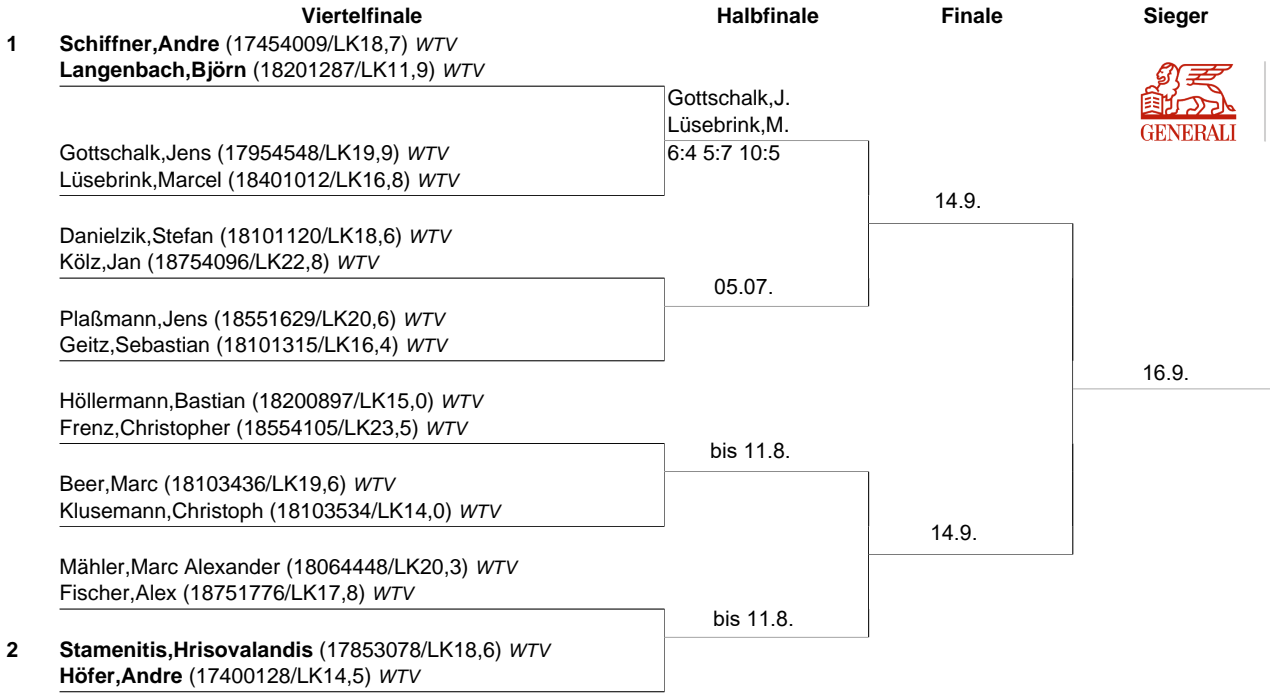 Viertelfinale Halbfinale Finale Sieger
1 Schiffner,Andre (17454009/LK18,7) WTV
Langenbach,Björn (18201287/LK11,9) WTV
Gottschalk,J.
Lüsebrink,M.
GENERALI
Gottschalk,Jens (17954548/LK19,9) WTV 6:4 5:7 10:5
Lüsebrink,Marcel (18401012/LK16,8) WTV
14.9.
Danielzik,Stefan (18101120/LK18,6) WTV
Kölz,Jan (18754096/LK22,8) WTV
05.07.
Plaßmann,Jens (18551629/LK20,6) WTV
Geitz,Sebastian (18101315/LK16,4) WTV
16.9.
Höllermann,Bastian (18200897/LK15,0) WTV
Frenz,Christopher (18554105/LK23,5) WTV
bis 11.8.
Beer,Marc (18103436/LK19,6) WTV
Klusemann,Christoph (18103534/LK14,0) WTV
14.9.
Mähler,Marc Alexander (18064448/LK20,3) WTV
Fischer,Alex (18751776/LK17,8) WTV
bis 11.8.
2 Stamenitis,Hrisovalandis (17853078/LK18,6) WTV
Höfer,Andre (17400128/LK14,5) WTV